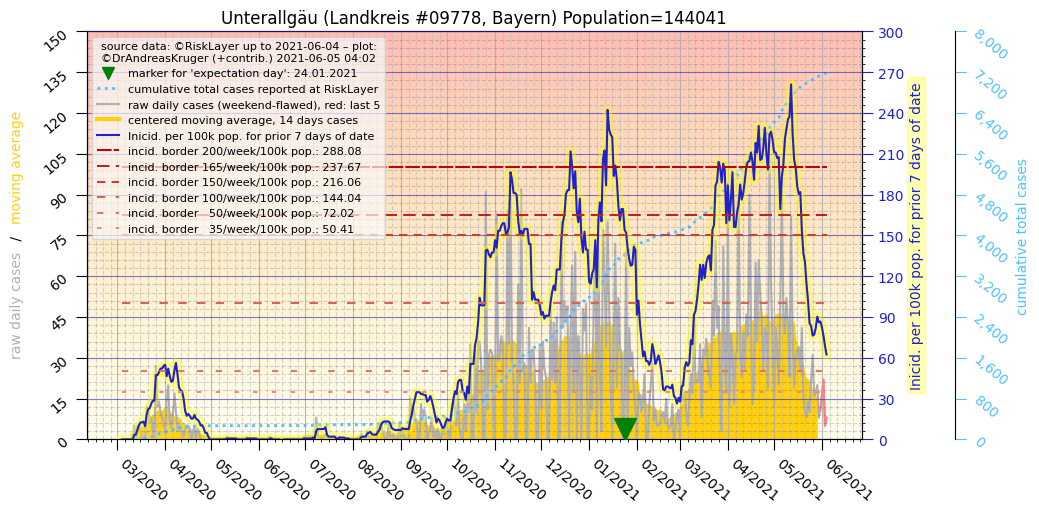 Unterallgäu (Landkreis #09778, Bayern) Population=144041
source data: ©RiskLayer up to 2021-06-04 – plot:
©DrAndreasKruger (+contrib.) 2021-06-05 04:02
marker for 'expectation day': 24.01.2021
cumulative total cases reported at RiskLayer
raw daily cases (weekend-flawed), red: last 5
centered moving average, 14 days cases
Inicid. per 100k pop. for prior 7 days of date
incid. border 200/week/100k pop.: 288.08
incid. border 165/week/100k pop.: 237.67
incid. border 150/week/100k pop.: 216.06
incid. border 100/week/100k pop.: 144.04
incid. border 50/week/100k pop.: 72.02
incid. border 35/week/100k pop.: 50.41
raw daily cases / moving average
150
135
120
105
90
75
60
45
30
15
0
300
270
240
210
180
150
120
90
60
30
0
Inicid. per 100k pop. for prior 7 days of date
8,000
7,200
6,400
5,600
4,800
4,000
3,200
2,400
1,600
800
0
cumulative total cases
03/2020
04/2020
05/2020
06/2020
07/2020
08/2020
09/2020
10/2020
11/2020
12/2020
01/2021
02/2021
03/2021
04/2021
05/2021
06/2021